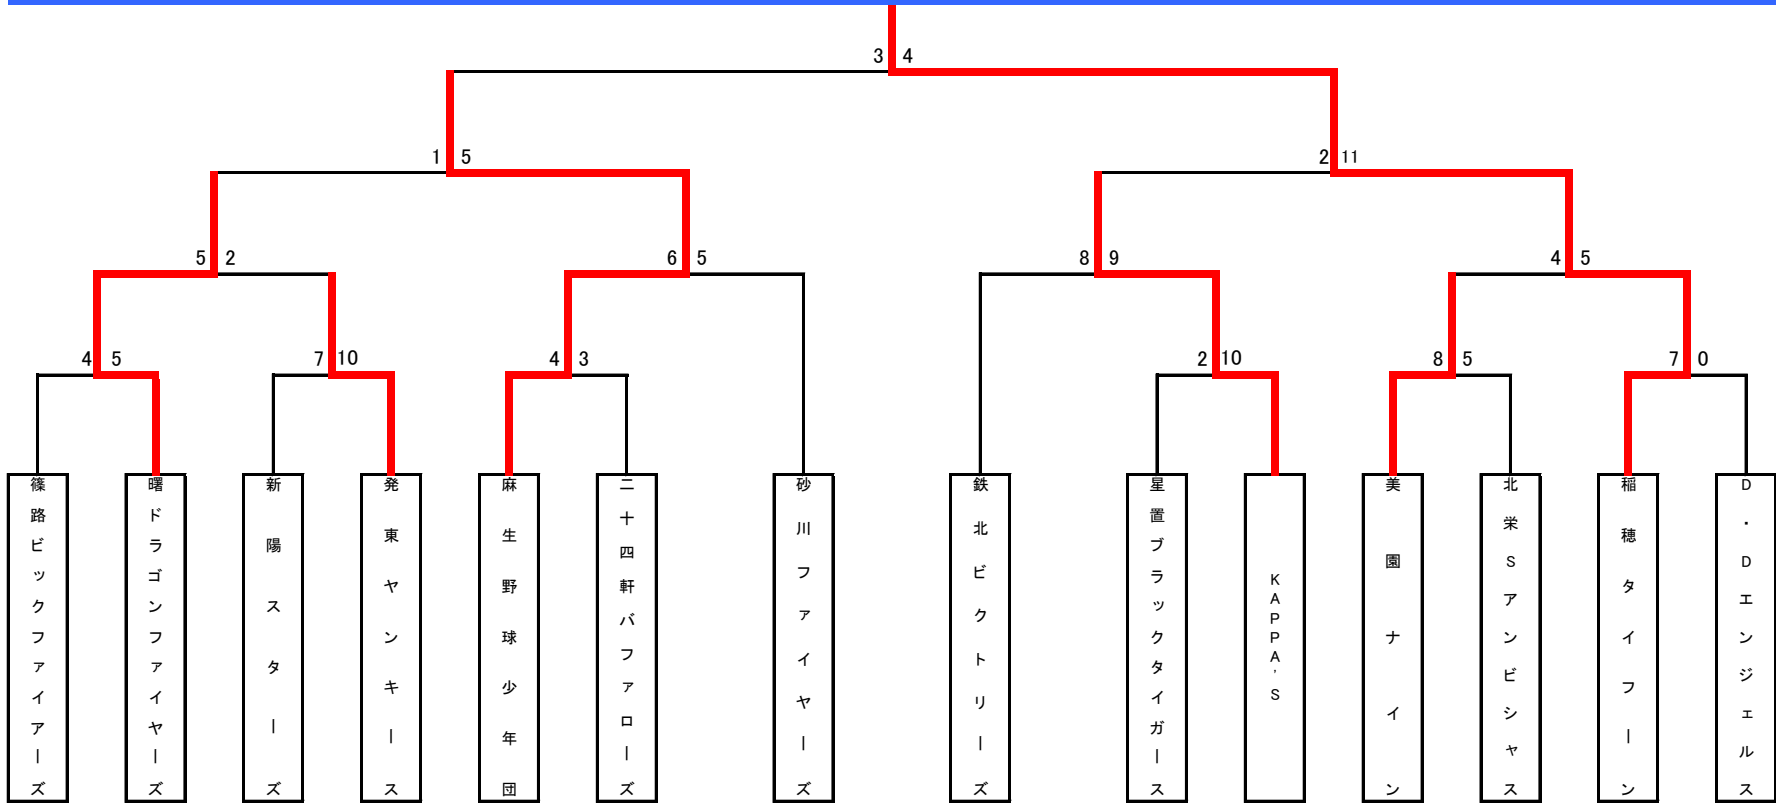 3 4
1 5
2 11
5 2
6 5
8 9
4 5
4 5
7 10
4 3
2 10
8 5
7 0
篠路ビックファイアーズ
曙ドラゴンファイヤーズ
新陽スターズ
発東ヤンキース
麻生野球少年団
二十四軒バファローズ
砂川ファイヤーズ
鉄北ビクトリーズ
星置ブラックタイガース
KAPPA'S
美園ナイン
北栄Sアンビシャス
稲穂タイフーン
D・Dエンジェルス